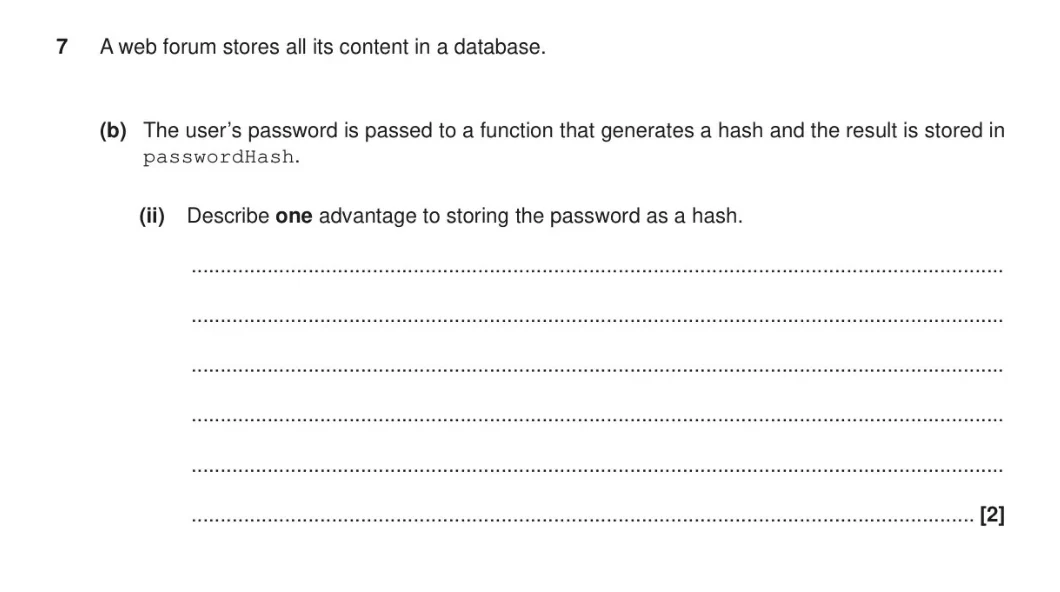 7 A web forum stores all its content in a database.
(b) The user's password is passed to a function that generates a hash and the result is stored in
passwordHash.
(ii) Describe one advantage to storing the password as a hash.
...................................................................................................................................
...................................................................................................................................
...................................................................................................................................
...................................................................................................................................
...................................................................................................................................
.............................................................................................................................. [2]